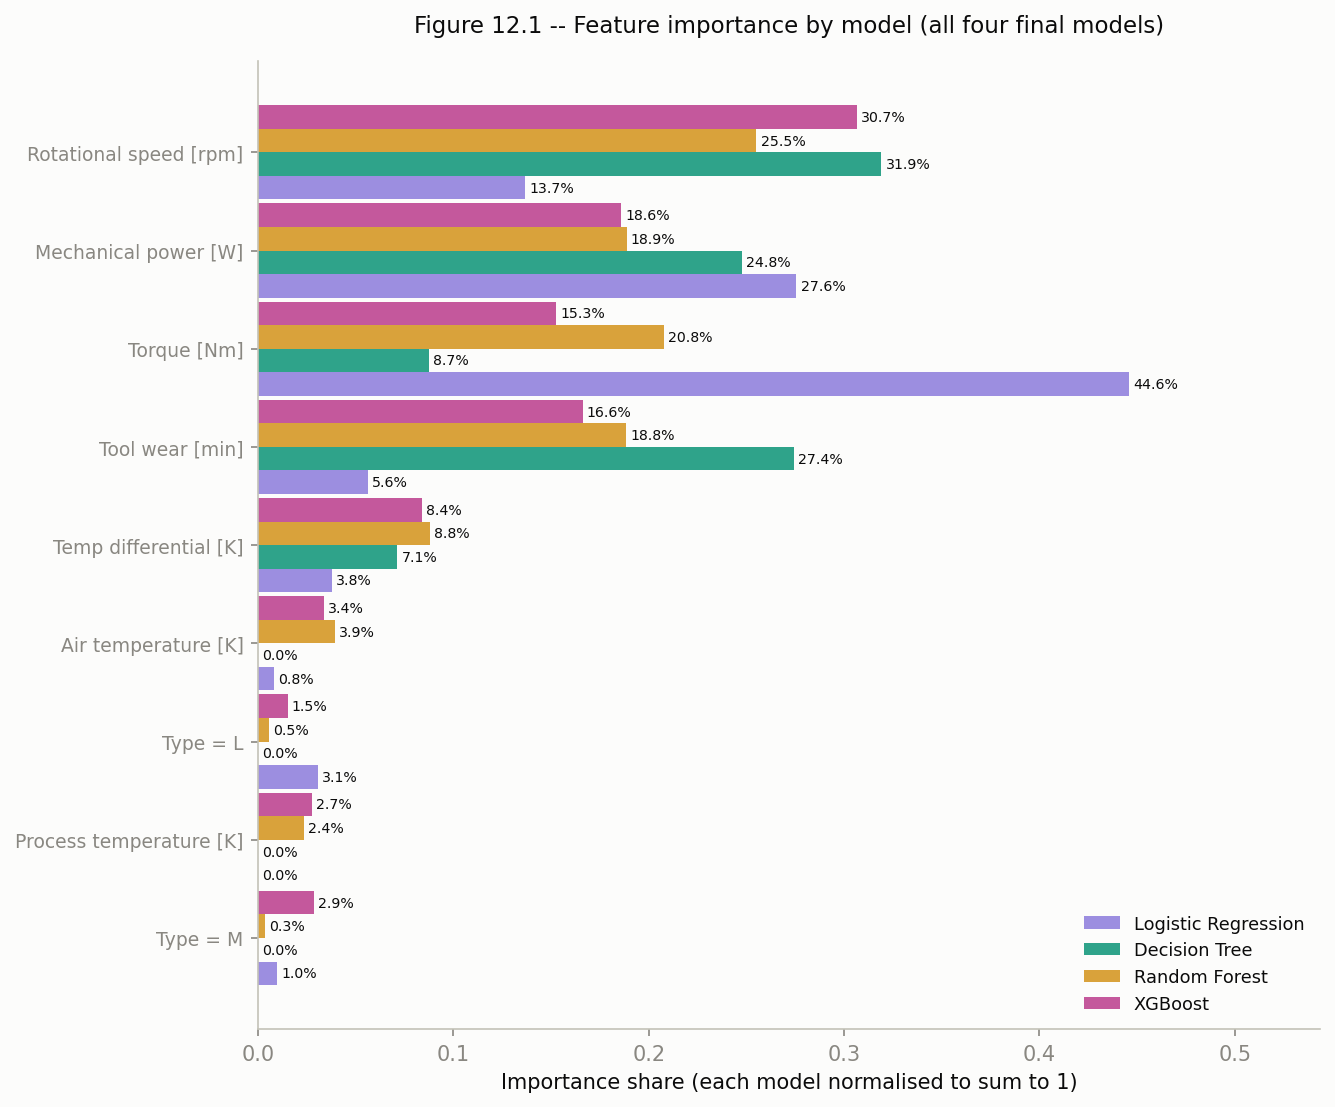 Figure 12.1 -- Feature importance by model (all four final models)
Rotational speed [rpm]
30.7%
25.5%
31.9%
13.7%
Mechanical power [W]
18.6%
18.9%
24.8%
27.6%
Torque [Nm]
15.3%
20.8%
8.7%
44.6%
Tool wear [min]
16.6%
18.8%
27.4%
5.6%
Temp differential [K]
8.4%
8.8%
7.1%
3.8%
Air temperature [K]
3.4%
3.9%
0.0%
0.8%
Type = L
1.5%
0.5%
0.0%
3.1%
Process temperature [K]
2.7%
2.4%
0.0%
0.0%
Type = M
2.9%
0.3%
0.0%
1.0%
Logistic Regression
Decision Tree
Random Forest
XGBoost
0.0 0.1 0.2 0.3 0.4 0.5
Importance share (each model normalised to sum to 1)